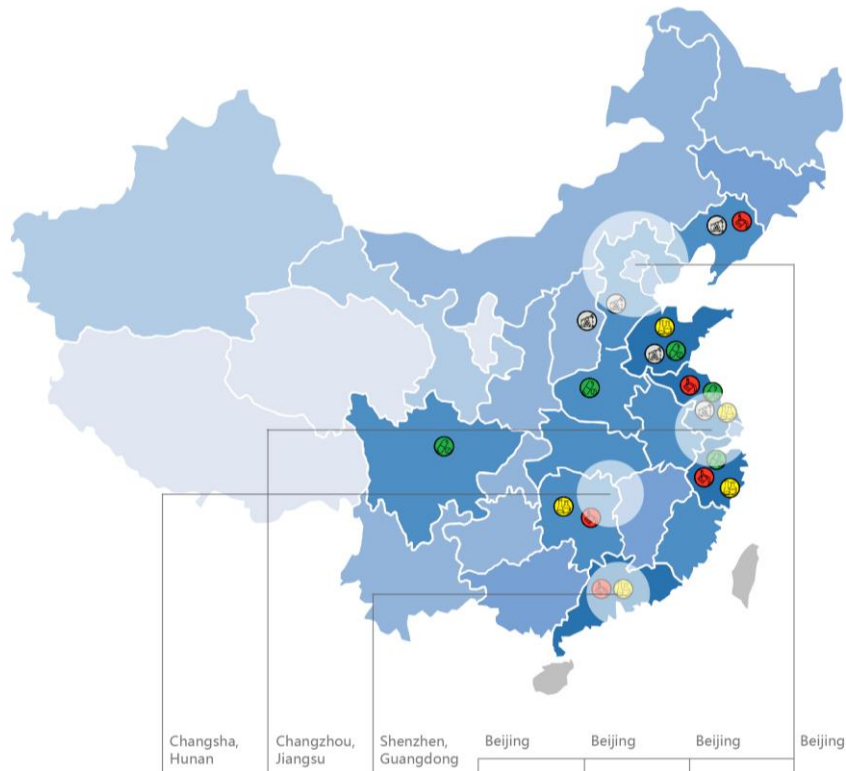 Changsha,
Hunan
Changzhou,
Jiangsu
Shenzhen,
Guangdong
Beijing
Beijing
Beijing
Beijing